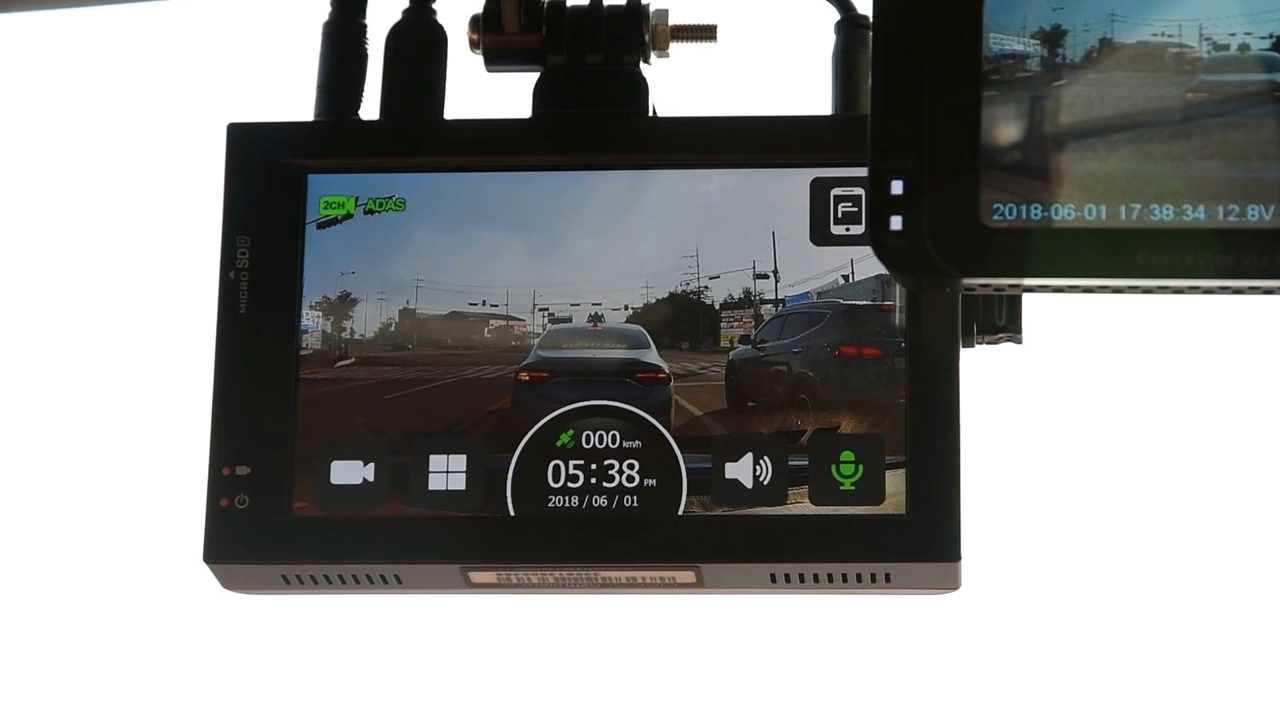 2CH ADAS
MICRO SD
2018-06-01 17:38:34 12.8V
000 km/h
05:38 PM
2018 / 06 / 01